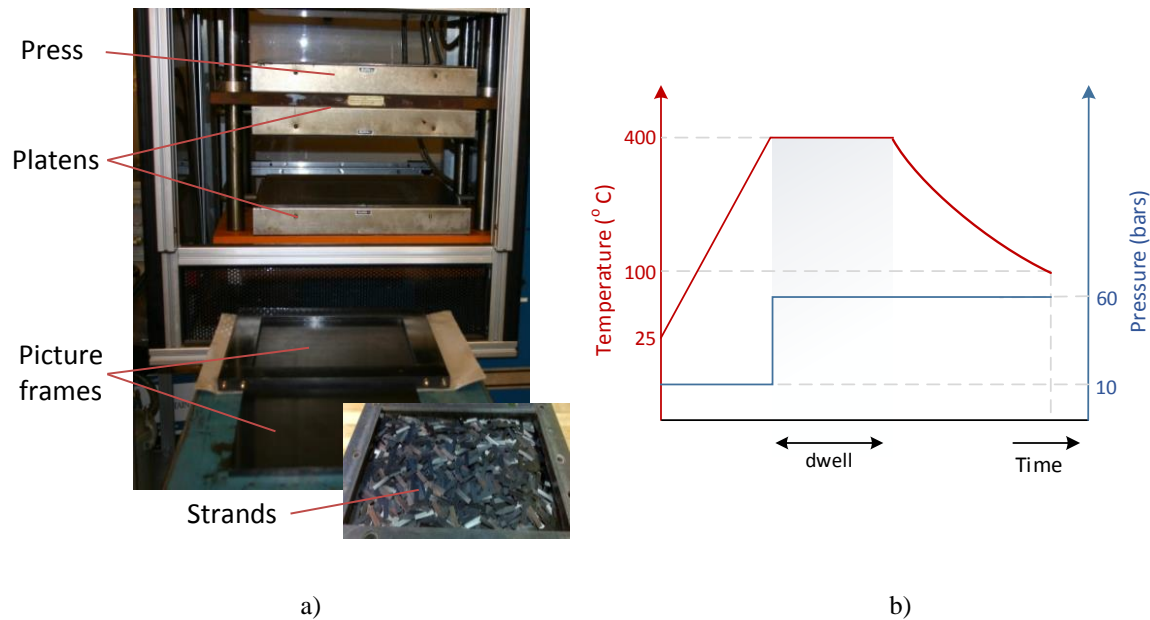 Press
Platens
Picture
frames
Strands
a)
Temperature (° C)
400
100
25
Pressure (bars)
60
10
dwell
Time
b)